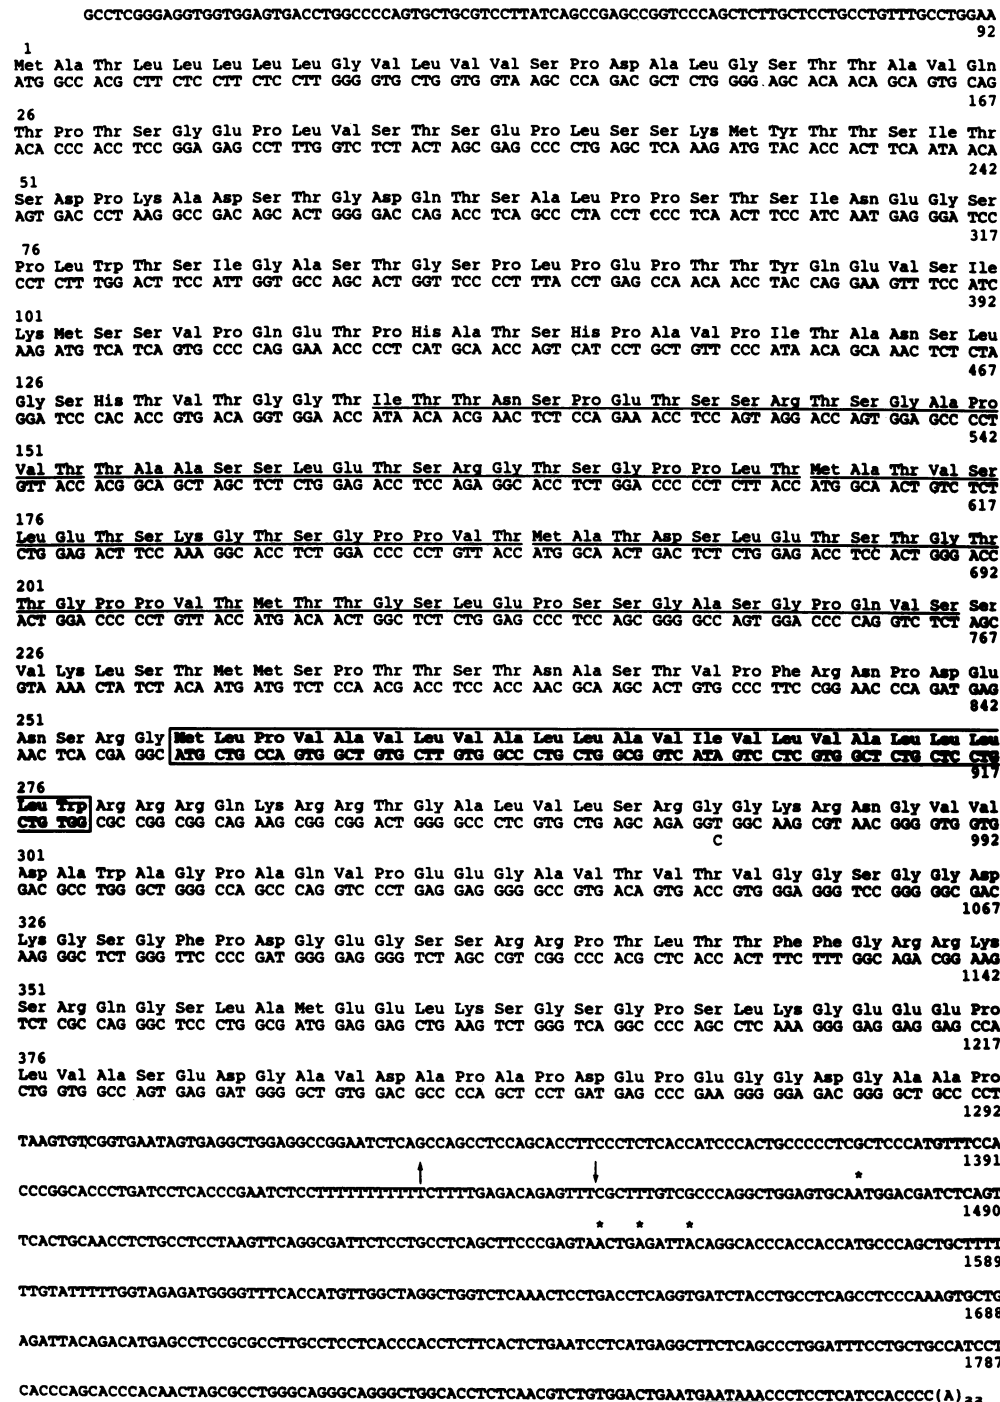 GCCTCGGGAGGTGGTGGAGTGACCTGGCCCCAGTGCTGCGTCCTTATCAGCCGAGCCGGTCCCAGCTCTTGCTCCTGCCTGTTTGCCTGGAA
92
1
Met Ala Thr Leu Leu Leu Leu Leu Gly Val Leu Val Val Ser Pro Asp Ala Leu Gly Ser Thr Thr Ala Val Gln
ATG GCC ACG CTT CTC CTT CTC CTT GGG GTG CTG GTG GTA AGC CCA GAC GCT CTG GGG AGC ACA ACA GCA GTG CAG
167
26
Thr Pro Thr Ser Gly Glu Pro Leu Val Ser Thr Ser Glu Pro Leu Ser Ser Lys Met Tyr Thr Thr Ser Ile Thr
ACA CCC ACC TCC GGA GAG CCT TTG GTC TCT ACT AGC GAG CCC CTG AGC TCA AAG ATG TAC ACC ACT TCA ATA ACA
242
51
Ser Asp Pro Lys Ala Asp Ser Thr Gly Asp Gln Thr Ser Ala Leu Pro Pro Ser Thr Ser Ile Asn Glu Gly Ser
AGT GAC CCT AAG GCC GAC AGC ACT GGG GAC CAG ACC TCA GCC CTA CCT CCC TCA ACT TCC ATC AAT GAG GGA TCC
317
76
Pro Leu Trp Thr Ser Ile Gly Ala Ser Thr Gly Ser Pro Leu Pro Glu Pro Thr Thr Tyr Gln Glu Val Ser Ile
CCT CTT TGG ACT TCC ATT GGT GCC AGC ACT GGT TCC CCT TTA CCT GAG CCA ACA ACC TAC CAG GAA GTT TCC ATC
392
101
Lys Met Ser Ser Val Pro Gln Glu Thr Pro His Ala Thr Ser His Pro Ala Val Pro Ile Thr Ala Asn Ser Leu
AAG ATG TCA TCA GTG CCC CAG GAA ACC CCT CAT GCA ACC AGT CAT CCT GCT GTT CCC ATA ACA GCA AAC TCT CTA
467
126
Gly Ser His Thr Val Thr Gly Gly Thr Ile Thr Thr Asn Ser Pro Glu Thr Ser Ser Arg Thr Ser Gly Ala Pro
GGA TCC CAC ACC GTG ACA GGT GGA ACC ATA ACA ACG AAC TCT CCA GAA ACC TCC AGT AGG ACC AGT GGA GCC CCT
542
151
Val Thr Thr Ala Ala Ser Ser Leu Glu Thr Ser Arg Gly Thr Ser Gly Pro Pro Leu Thr Met Ala Thr Val Ser
GTT ACC ACG GCA GCT AGC TCT CTG GAG ACC TCC AGA GGC ACC TCT GGA CCC CCT CTT ACC ATG GCA ACT GTC TCT
617
176
Leu Glu Thr Ser Lys Gly Thr Ser Gly Pro Pro Val Thr Met Ala Thr Asp Ser Leu Glu Thr Ser Thr Gly Thr
CTG GAG ACT TCC AAA GGC ACC TCT GGA CCC CCT GTT ACC ATG GCA ACT GAC TCT CTG GAG ACC TCC ACT GGG ACC
692
201
Thr Gly Pro Pro Val Thr Met Thr Thr Gly Ser Leu Glu Pro Ser Ser Gly Ala Ser Gly Pro Gln Val Ser Ser
ACT GGA CCC CCT GTT ACC ATG ACA ACT GGC TCT CTG GAG CCC TCC AGC GGG GCC AGT GGA CCC CAG GTC TCT AGC
767
226
Val Lys Leu Ser Thr Met Met Ser Pro Thr Thr Ser Thr Asn Ala Ser Thr Val Pro Phe Arg Asn Pro Asp Glu
GTA AAA CTA TCT ACA ATG ATG TCT CCA ACG ACC TCC ACC AAC GCA AGC ACT GTG CCC TTC CGG AAC CCA GAT GAG
842
251
Asn Ser Arg Gly Met Leu Pro Val Ala Val Leu Val Ala Leu Leu Ala Val Ile Val Leu Val Ala Leu Leu Leu
AAC TCA CGA GGC ATG CTG CCA GTG GCT GTG CTT GTG GCC CTG CTG GCG GTC ATA GTC CTC GTG GCT CTG CTC CTG
917
276
Leu Trp Arg Arg Arg Gln Lys Arg Arg Thr Gly Ala Leu Val Leu Ser Arg Gly Gly Lys Arg Asn Gly Val Val
CTG TGG CGC CGG CGG CAG AAG CGG CGG ACT GGG GCC CTC GTG CTG AGC AGA GGT GGC AAG CGT AAC GGG GTG GTG
C 992
301
Asp Ala Trp Ala Gly Pro Ala Gln Val Pro Glu Glu Gly Ala Val Thr Val Thr Val Gly Gly Ser Gly Gly Asp
GAC GCC TGG GCT GGG CCA GCC CAG GTC CCT GAG GAG GGG GCC GTG ACA GTG ACC GTG GGA GGG TCC GGG GGC GAC
1067
326
Lys Gly Ser Gly Phe Pro Asp Gly Glu Gly Ser Ser Arg Arg Pro Thr Leu Thr Thr Phe Phe Gly Arg Arg Lys
AAG GGC TCT GGG TTC CCC GAT GGG GAG GGG TCT AGC CGT CGG CCC ACG CTC ACC ACT TTC TTT GGC AGA CGG AAG
1142
351
Ser Arg Gln Gly Ser Leu Ala Met Glu Glu Leu Lys Ser Gly Ser Gly Pro Ser Leu Lys Gly Glu Glu Glu Pro
TCT CGC CAG GGC TCC CTG GCG ATG GAG GAG CTG AAG TCT GGG TCA GGC CCC AGC CTC AAA GGG GAG GAG GAG CCA
1217
376
Leu Val Ala Ser Glu Asp Gly Ala Val Asp Ala Pro Ala Pro Asp Glu Pro Glu Gly Gly Asp Gly Ala Ala Pro
CTG GTG GCC AGT GAG GAT GGG GCT GTG GAC GCC CCA GCT CCT GAT GAG CCC GAA GGG GGA GAC GGG GCT GCC CCT
1292
TAAGTGTCGGTGAATAGTGAGGCTGGAGGCCGGAATCTCAGCCAGCCTCCAGCACCTTCCCTCTCACCATCCCACTGCCCCCTCGCTCCCATGTTTCCA
1391
*
CCCGGCACCCTGATCCTCACCCGAATCTCCTTTTTTTTTTTCTTTTGAGACAGAGTTTCGCTTTGTCGCCCAGGCTGGAGTGCAATGGACGATCTCAGT
1490
* * *
TCACTGCAACCTCTGCCTCCTAAGTTCAGGCGATTCTCCTGCCTCAGCTTCCCGAGTAACTGAGATTACAGGCACCCACCACCATGCCCAGCTGCTTTT
1589
TTGTATTTTTGGTAGAGATGGGGTTTCACCATGTTGGCTAGGCTGGTCTCAAACTCCTGACCTCAGGTGATCTACCTGCCTCAGCCTCCCAAAGTGCTG
1688
AGATTACAGACATGAGCCTCCGCGCCTTGCCTCCTCACCCACCTCTTCACTCTGAATCCTCATGAGGCTTCTCAGCCCTGGATTTCCTGCTGCCATCCT
1787
CACCCAGCACCCACAACTAGCGCCTGGGCAGGGCAGGGCTGGCACCTCTCAACGTCTGTGGACTGAATGAATAAACCCTCCTCATCCACCCC(A)aa